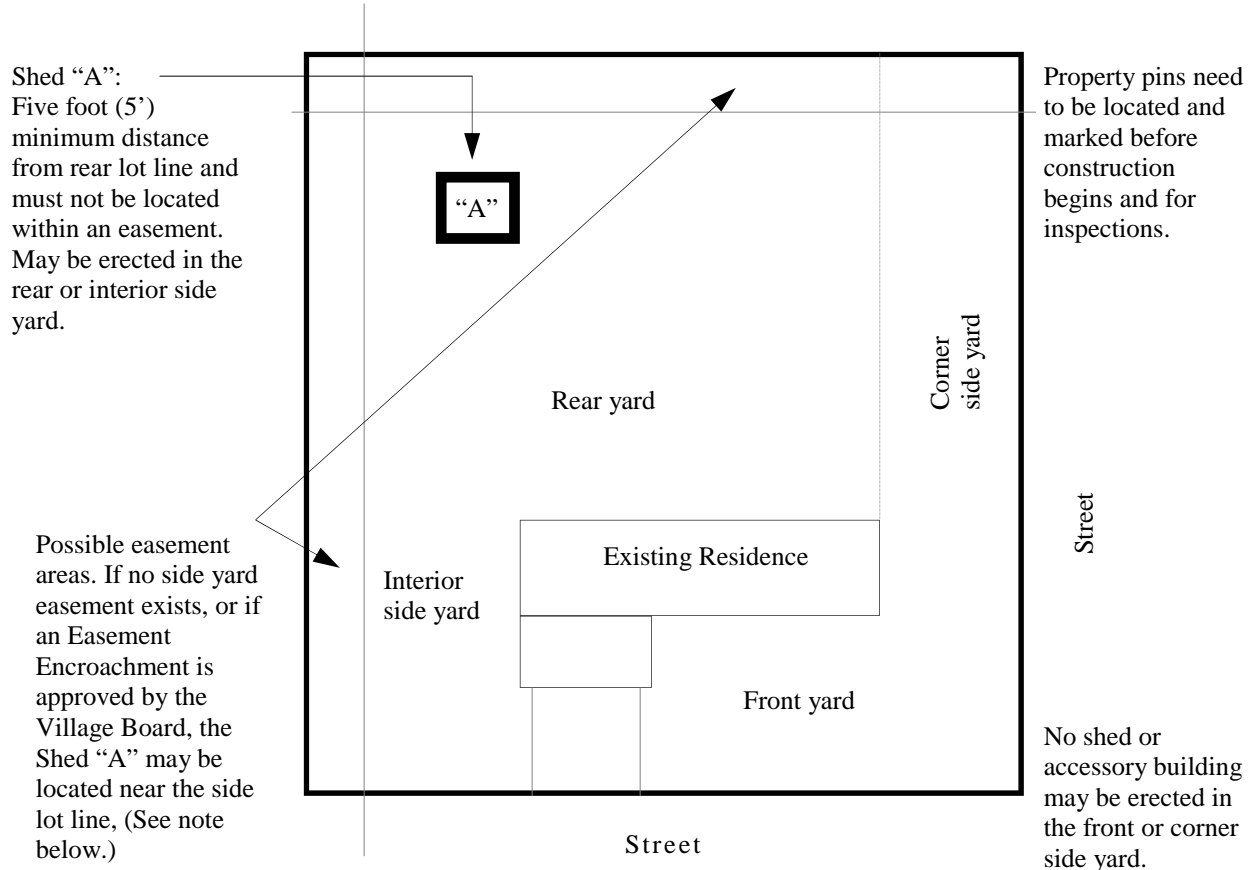 Shed “A”:
Five foot (5’)
minimum distance
from rear lot line and
must not be located
within an easement.
May be erected in the
rear or interior side
yard.
“A”
Property pins need
to be located and
marked before
construction
begins and for
inspections.
Rear yard
Corner
side yard
Street
Possible easement
areas. If no side yard
easement exists, or if
an Easement
Encroachment is
approved by the
Village Board, the
Shed “A” may be
located near the side
lot line, (See note
below.)
Existing Residence
Interior
side yard
Front yard
Street
No shed or
accessory building
may be erected in
the front or corner
side yard.